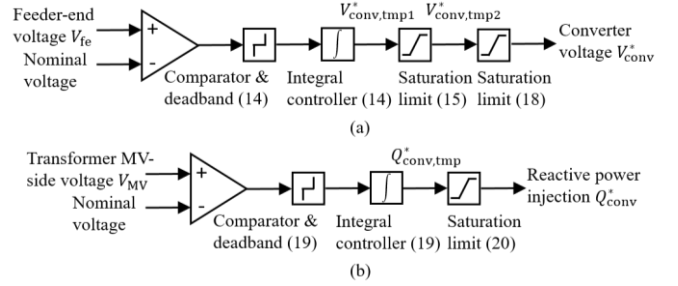 Feeder-end
voltage V_fe
Nominal
voltage
+
-
V*_conv,tmp1 V*_conv,tmp2
Converter
voltage V*_conv
Comparator &
deadband (14)
Integral
controller (14)
Saturation
limit (15)
Saturation
limit (18)
(a)
Transformer MV-
side voltage V_MV
Nominal
voltage
+
-
Q*_conv,tmp
Reactive power
injection Q*_conv
Comparator &
deadband (19)
Integral
controller (19)
Saturation
limit (20)
(b)